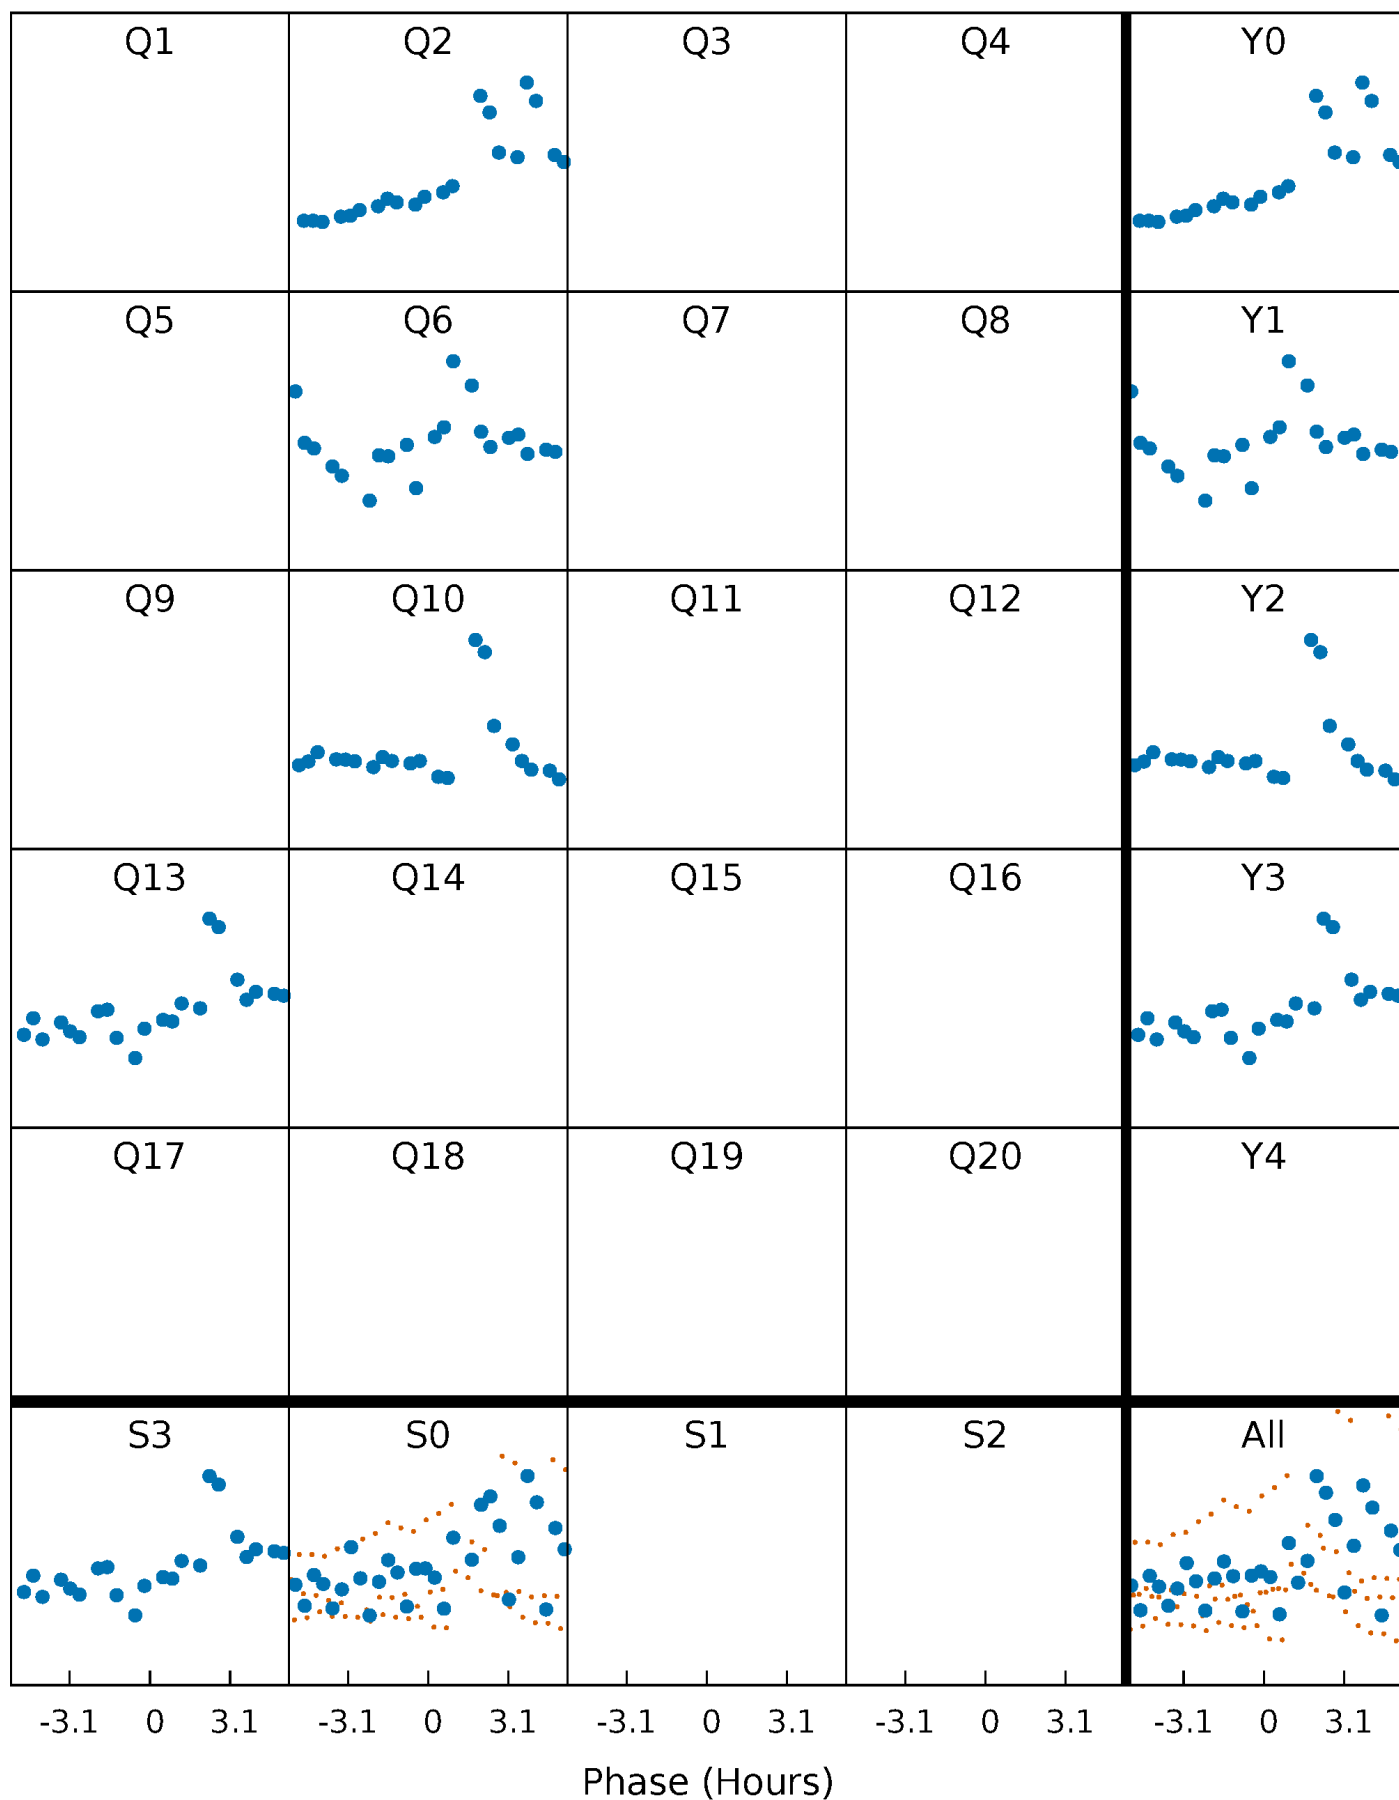 Q1 Q2 Q3 Q4 Y0
Q5 Q6 Q7 Q8 Y1
Q9 Q10 Q11 Q12 Y2
Q13 Q14 Q15 Q16 Y3
Q17 Q18 Q19 Q20 Y4
S3 S0 S1 S2 All
-3.1 0 3.1 -3.1 0 3.1 -3.1 0 3.1 -3.1 0 3.1 -3.1 0 3.1
Phase (Hours)